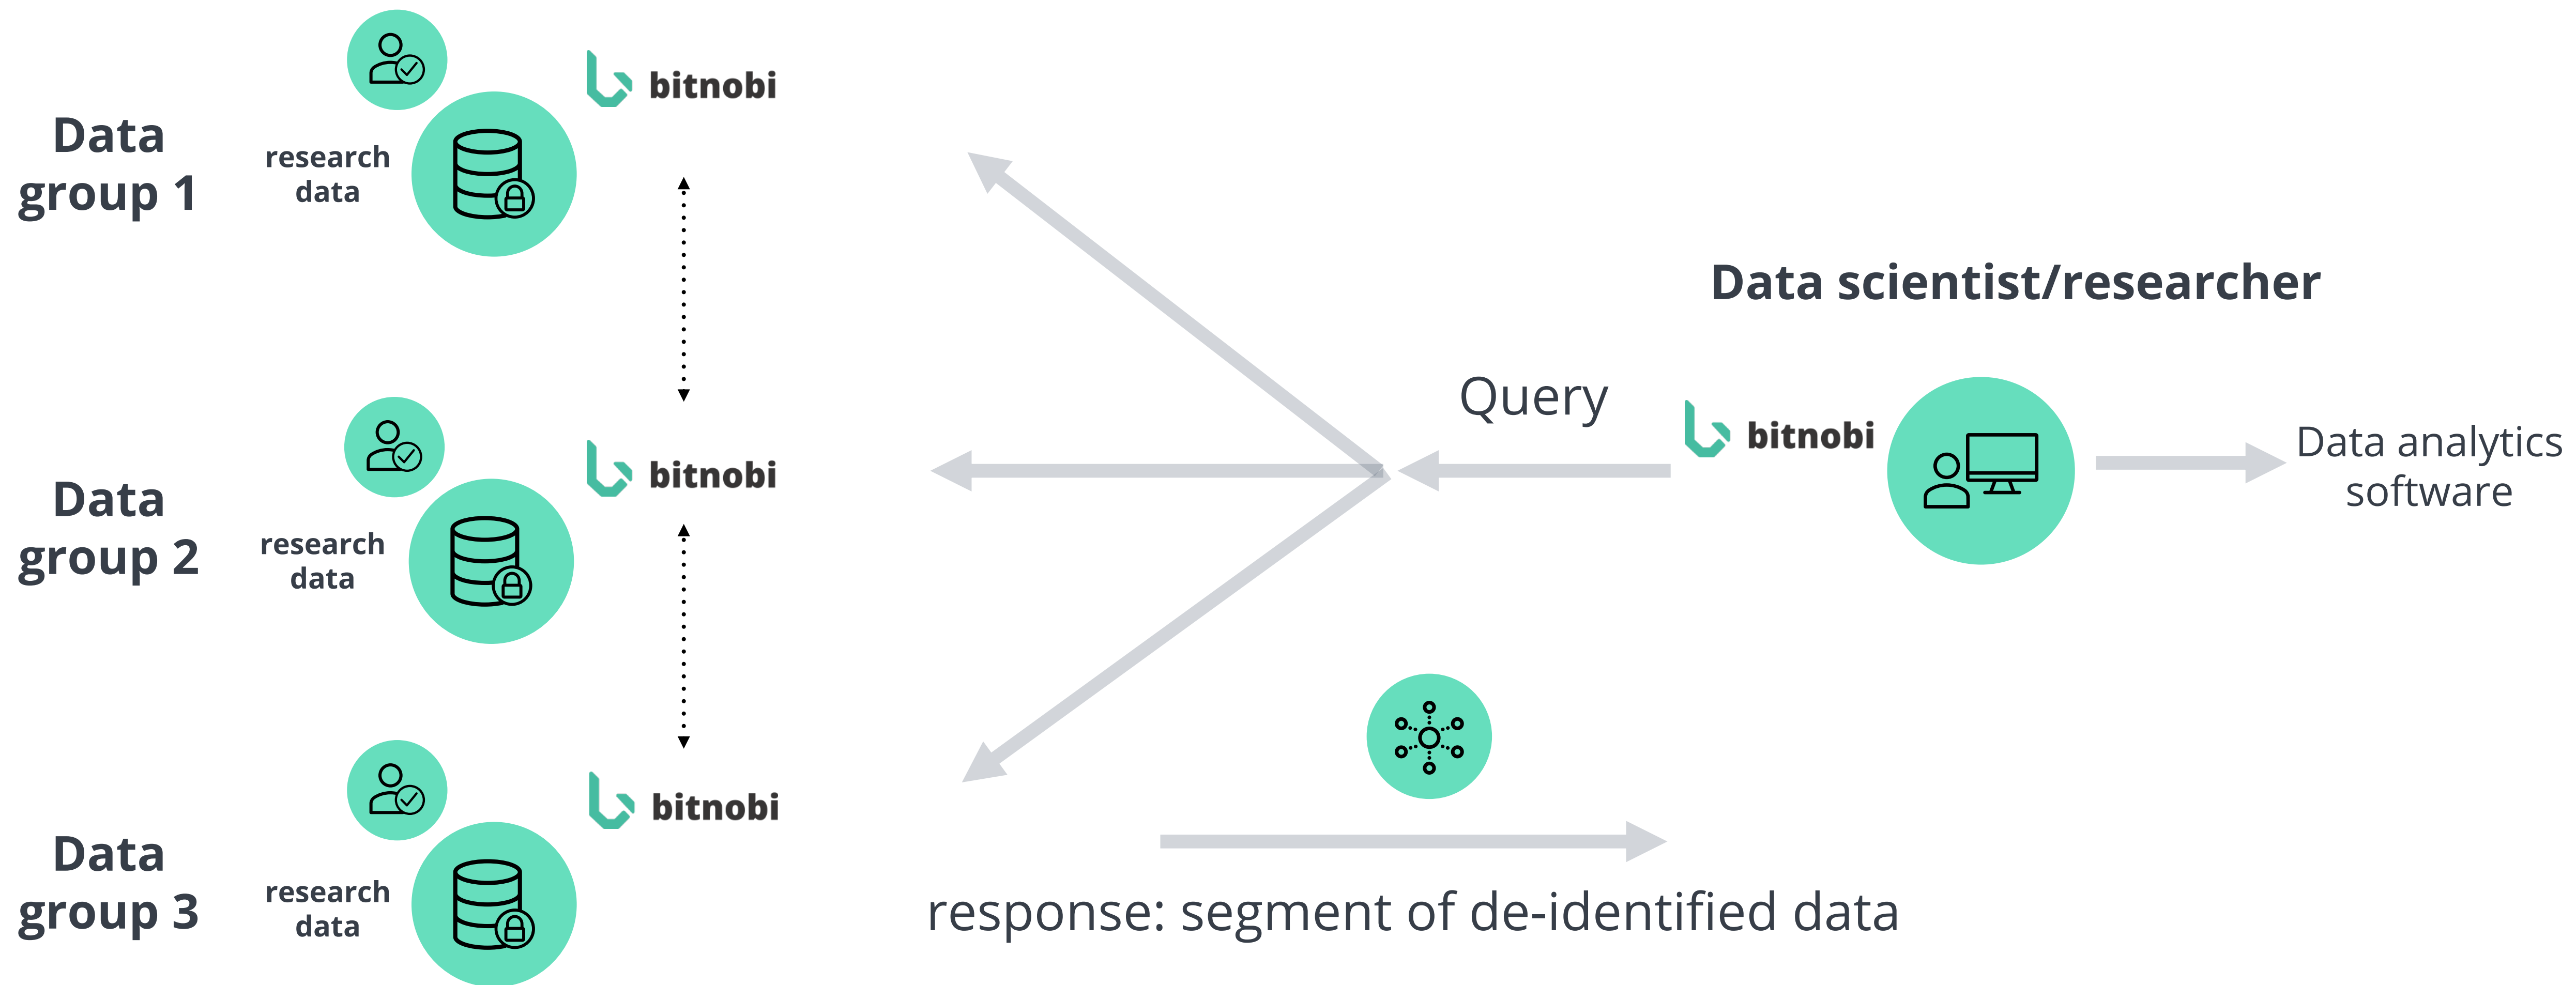 bitnobi
Data
group 1
research
data
Data scientist/researcher
Query
bitnobi
Data analytics
software
bitnobi
Data
group 2
research
data
bitnobi
Data
group 3
research
data
response: segment of de-identified data